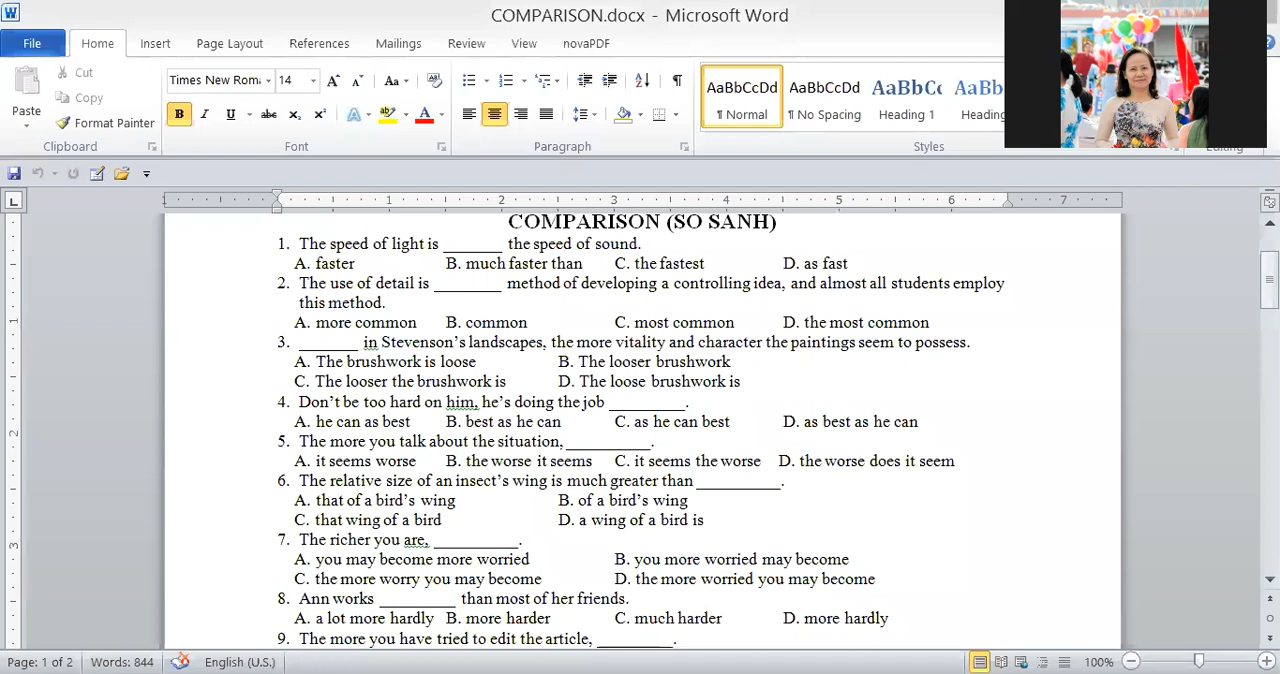 COMPARISON.docx - Microsoft Word
File Home Insert Page Layout References Mailings Review View novaPDF
Paste
Cut
Copy
Format Painter
Clipboard
Times New Rom 14
B I U abc X₂ X²
Font
Paragraph
AaBbCcDd AaBbCcDd AaBbCc AaBbC
¶ Normal ¶ No Spacing Heading 1 Heading
Styles
1 2 3 4 5 6 7
COMPARISON (SO SANH)
1. The speed of light is _______ the speed of sound.
A. faster B. much faster than C. the fastest D. as fast
2. The use of detail is ________ method of developing a controlling idea, and almost all students employ
this method.
A. more common B. common C. most common D. the most common
3. _______ in Stevenson's landscapes, the more vitality and character the paintings seem to possess.
A. The brushwork is loose B. The looser brushwork
C. The looser the brushwork is D. The loose brushwork is
4. Don't be too hard on him, he's doing the job _________.
A. he can as best B. best as he can C. as he can best D. as best as he can
5. The more you talk about the situation, __________.
A. it seems worse B. the worse it seems C. it seems the worse D. the worse does it seem
6. The relative size of an insect's wing is much greater than __________.
A. that of a bird's wing B. of a bird's wing
C. that wing of a bird D. a wing of a bird is
7. The richer you are, __________.
A. you may become more worried B. you more worried may become
C. the more worry you may become D. the more worried you may become
8. Ann works _________ than most of her friends.
A. a lot more hardly B. more harder C. much harder D. more hardly
9. The more you have tried to edit the article, _________.
Page: 1 of 2 Words: 844 English (U.S.) 100%